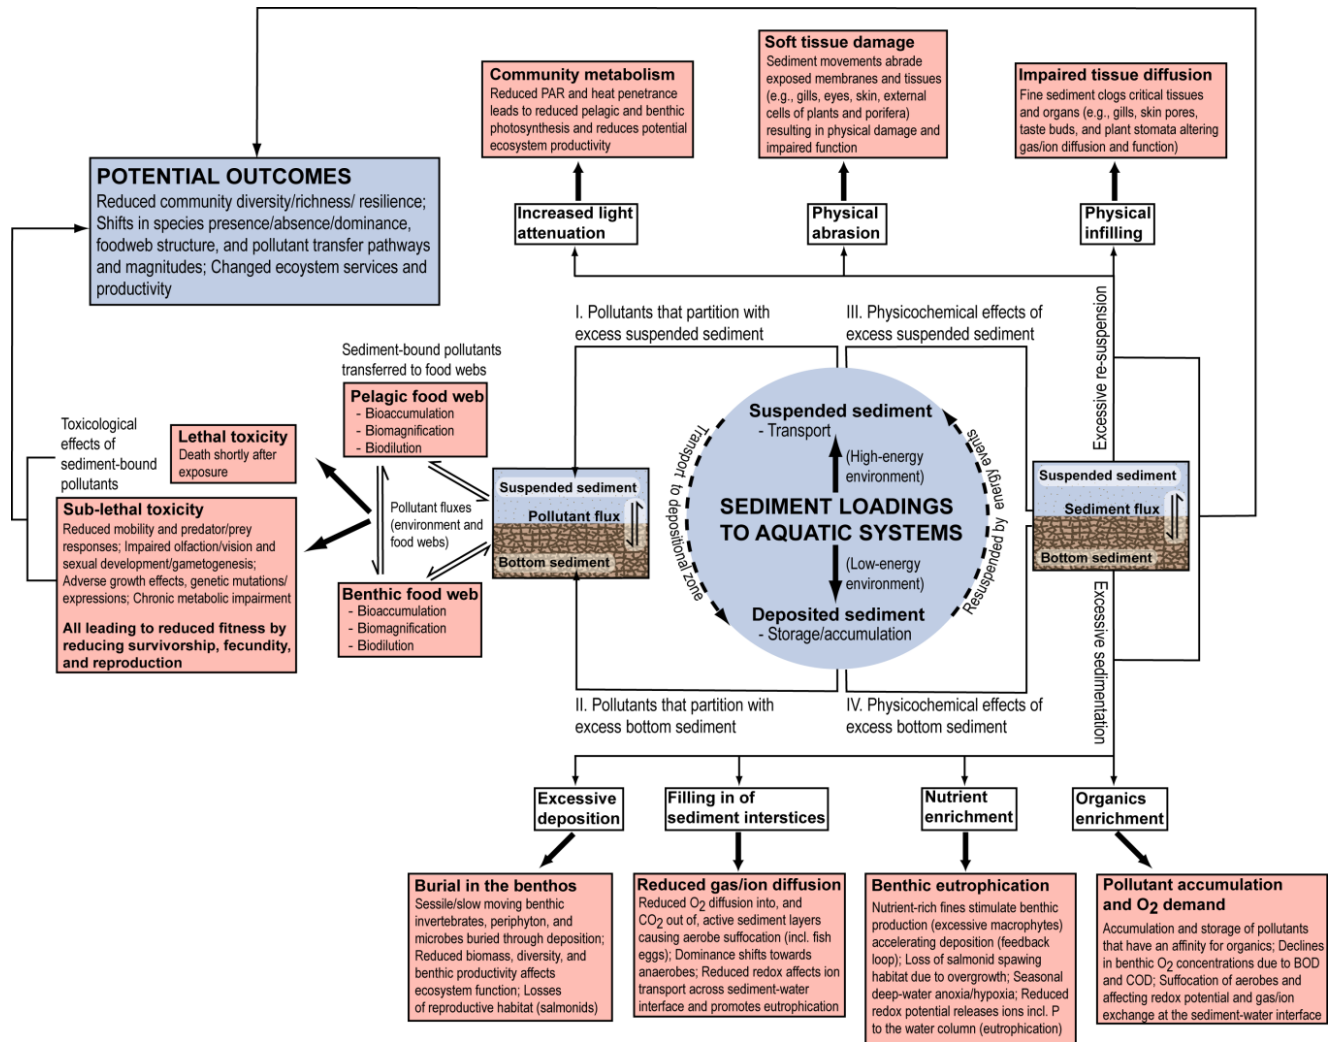 Community metabolism
Reduced PAR and heat penetrance
leads to reduced pelagic and benthic
photosynthesis and reduces potential
ecosystem productivity
Soft tissue damage
Sediment movements abrade
exposed membranes and tissues
(e.g., gills, eyes, skin, external
cells of plants and porifera)
resulting in physical damage and
impaired function
Impaired tissue diffusion
Fine sediment clogs critical tissues
and organs (e.g., gills, skin pores,
taste buds, and plant stomata altering
gas/ion diffusion and function)
POTENTIAL OUTCOMES
Reduced community diversity/richness/ resilience;
Shifts in species presence/absence/dominance,
foodweb structure, and pollutant transfer pathways
and magnitudes; Changed ecosystem services and
productivity
Increased light
attenuation
Physical
abrasion
Physical
infilling
I. Pollutants that partition with
excess suspended sediment
III. Physicochemical effects of
excess suspended sediment
Excessive re-suspension
Sediment-bound pollutants
transferred to food webs
Pelagic food web
- Bioaccumulation
- Biomagnification
- Biodilution
Toxicological
effects of
sediment-bound
pollutants
Lethal toxicity
Death shortly after
exposure
Sub-lethal toxicity
Reduced mobility and predator/prey
responses; Impaired olfaction/vision and
sexual development/gametogenesis;
Adverse growth effects, genetic mutations/
expressions; Chronic metabolic impairment
All leading to reduced fitness by
reducing survivorship, fecundity,
and reproduction
Pollutant fluxes
(environment and
food webs)
Benthic food web
- Bioaccumulation
- Biomagnification
- Biodilution
Suspended sediment
Pollutant flux
Bottom sediment
Transport to depositional zone
Suspended sediment
- Transport
(High-energy
environment)
SEDIMENT LOADINGS
TO AQUATIC SYSTEMS
(Low-energy
environment)
Deposited sediment
- Storage/accumulation
Resuspended by energy events
Suspended sediment
Sediment flux
Bottom sediment
Excessive sedimentation
II. Pollutants that partition with
excess bottom sediment
IV. Physicochemical effects of
excess bottom sediment
Excessive
deposition
Filling in of
sediment interstices
Nutrient
enrichment
Organics
enrichment
Burial in the benthos
Sessile/slow moving benthic
invertebrates, periphyton, and
microbes buried through deposition;
Reduced biomass, diversity, and
benthic productivity affects
ecosystem function; Losses
of reproductive habitat (salmonids)
Reduced gas/ion diffusion
Reduced O2 diffusion into, and
CO2 out of, active sediment layers
causing aerobe suffocation (incl. fish
eggs); Dominance shifts towards
anaerobes; Reduced redox affects ion
transport across sediment-water
interface and promotes eutrophication
Benthic eutrophication
Nutrient-rich fines stimulate benthic
production (excessive macrophytes)
accelerating deposition (feedback
loop); Loss of salmonid spawing
habitat due to overgrowth; Seasonal
deep-water anoxia/hypoxia; Reduced
redox potential releases ions incl. P
to the water column (eutrophication)
Pollutant accumulation
and O2 demand
Accumulation and storage of pollutants
that have an affinity for organics; Declines
in benthic O2 concentrations due to BOD
and COD; Suffocation of aerobes and
affecting redox potential and gas/ion
exchange at the sediment-water interface